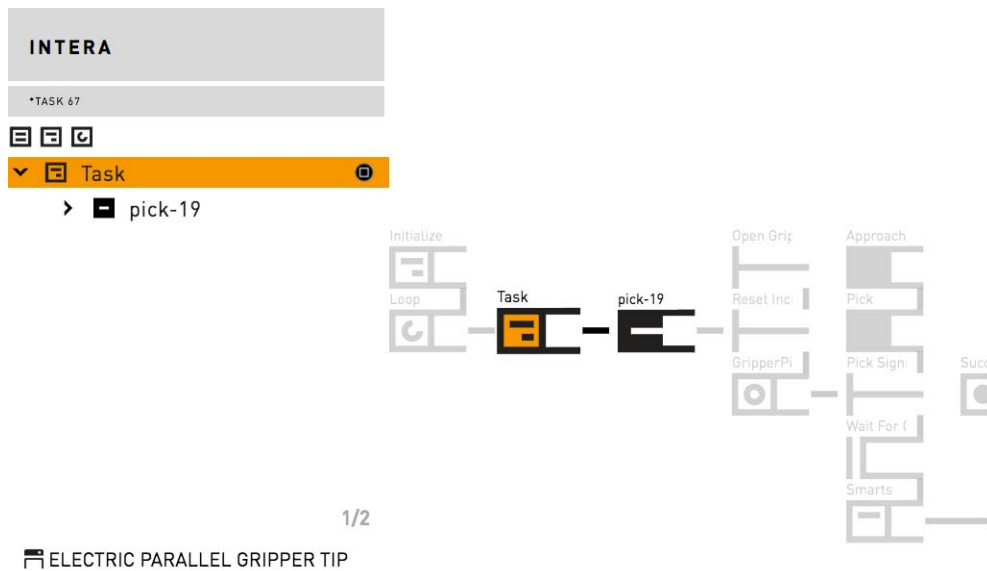 INTERA
*TASK 67
Task
pick-19
Initialize
Open Grip
Approach
Loop
Task
pick-19
Reset Inc
Pick
GripperPi
Pick Sign
Succ
Wait For
Smarts
1/2
ELECTRIC PARALLEL GRIPPER TIP